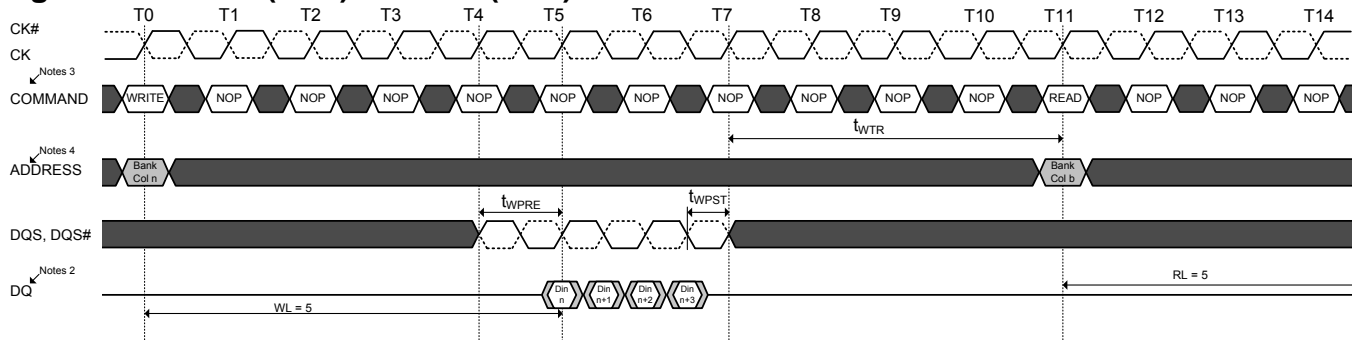 T0 T1 T2 T3 T4 T5 T6 T7 T8 T9 T10 T11 T12 T13 T14
CK#
CK
Notes 3
COMMAND WRITE NOP NOP NOP NOP NOP NOP NOP NOP NOP NOP READ NOP NOP NOP
tWTR
Notes 4
ADDRESS Bank Col n Bank Col b
tWPRE tWPST
DQS, DQS#
Notes 2
DQ Din n Din n+1 Din n+2 Din n+3
RL = 5
WL = 5